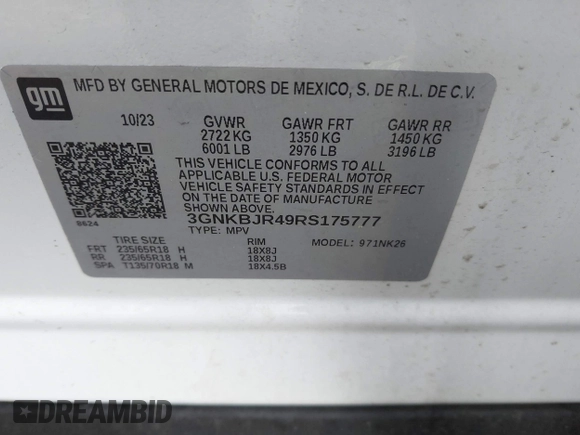 gm
MFD BY GENERAL MOTORS DE MEXICO, S. DE R.L. DE C.V.
10/23 GVWR GAWR FRT GAWR RR
2722 KG 1350 KG 1450 KG
6001 LB 2976 LB 3196 LB
THIS VEHICLE CONFORMS TO ALL
APPLICABLE U.S. FEDERAL MOTOR
VEHICLE SAFETY STANDARDS IN EFFECT
ON THE DATE OF MANUFACTURE
SHOWN ABOVE.
3GNKBJR49RS175777
8624
TYPE: MPV MODEL: 971NK26
TIRE SIZE RIM
FRT 235/65R18 H 18X8J
RR 235/65R18 H 18X8J
SPA T135/70R18 M 18X4.5B
DREAMBID